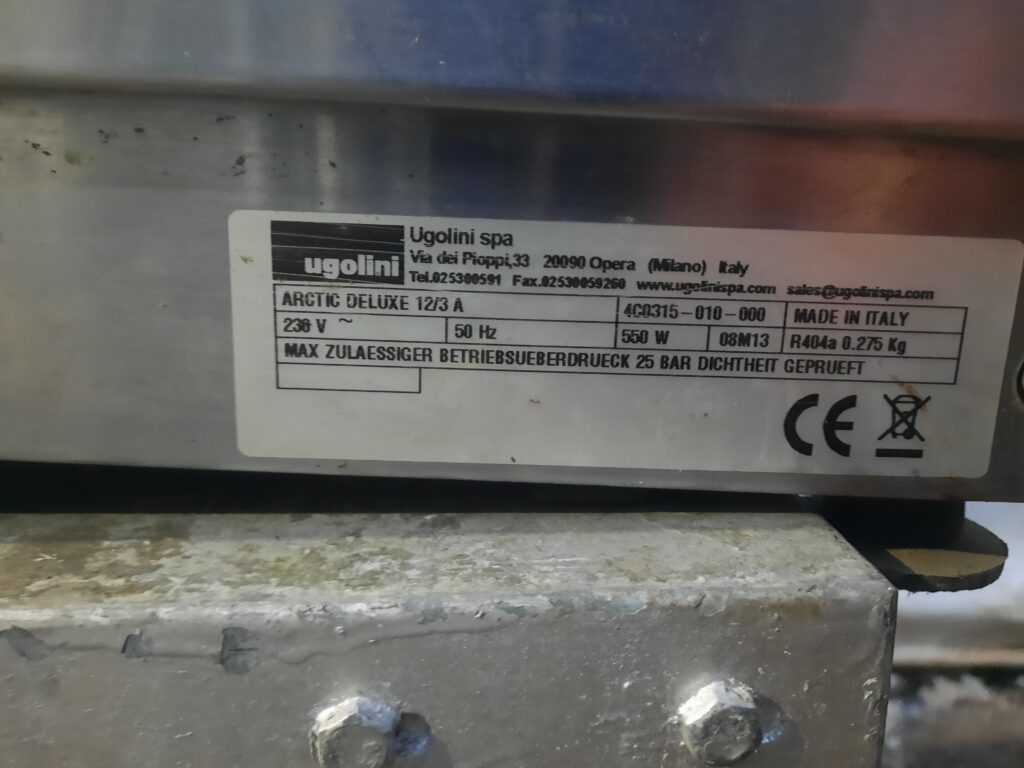 ugolini
Ugolini spa
Via dei Pioppi,33 20090 Opera (Milano) Italy
Tel.025300591 Fax.02530059260 www.ugolinispa.com sales@ugolinispa.com
ARCTIC DELUXE 12/3 A 4C0315-010-000 MADE IN ITALY
230 V ~ 50 Hz 550 W 08M13 R404a 0.275 Kg
MAX ZULAESSIGER BETRIEBSUEBERDRUECK 25 BAR DICHTHEIT GEPRUEFT
CE